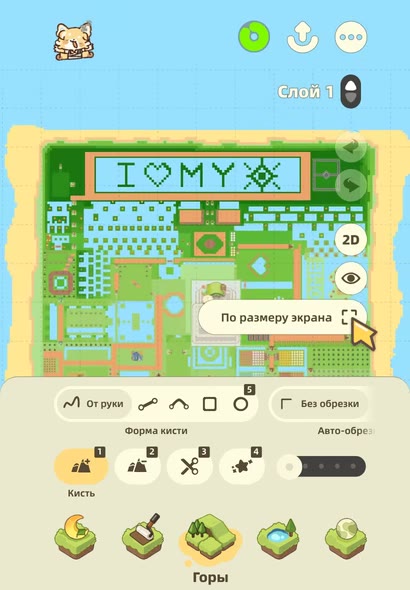 Слой 1
I ♡ MY
2D
По размеру экрана
От руки
5
Без обрезки
Форма кисти
Авто-обрез
1
2
3
4
Кисть
Горы